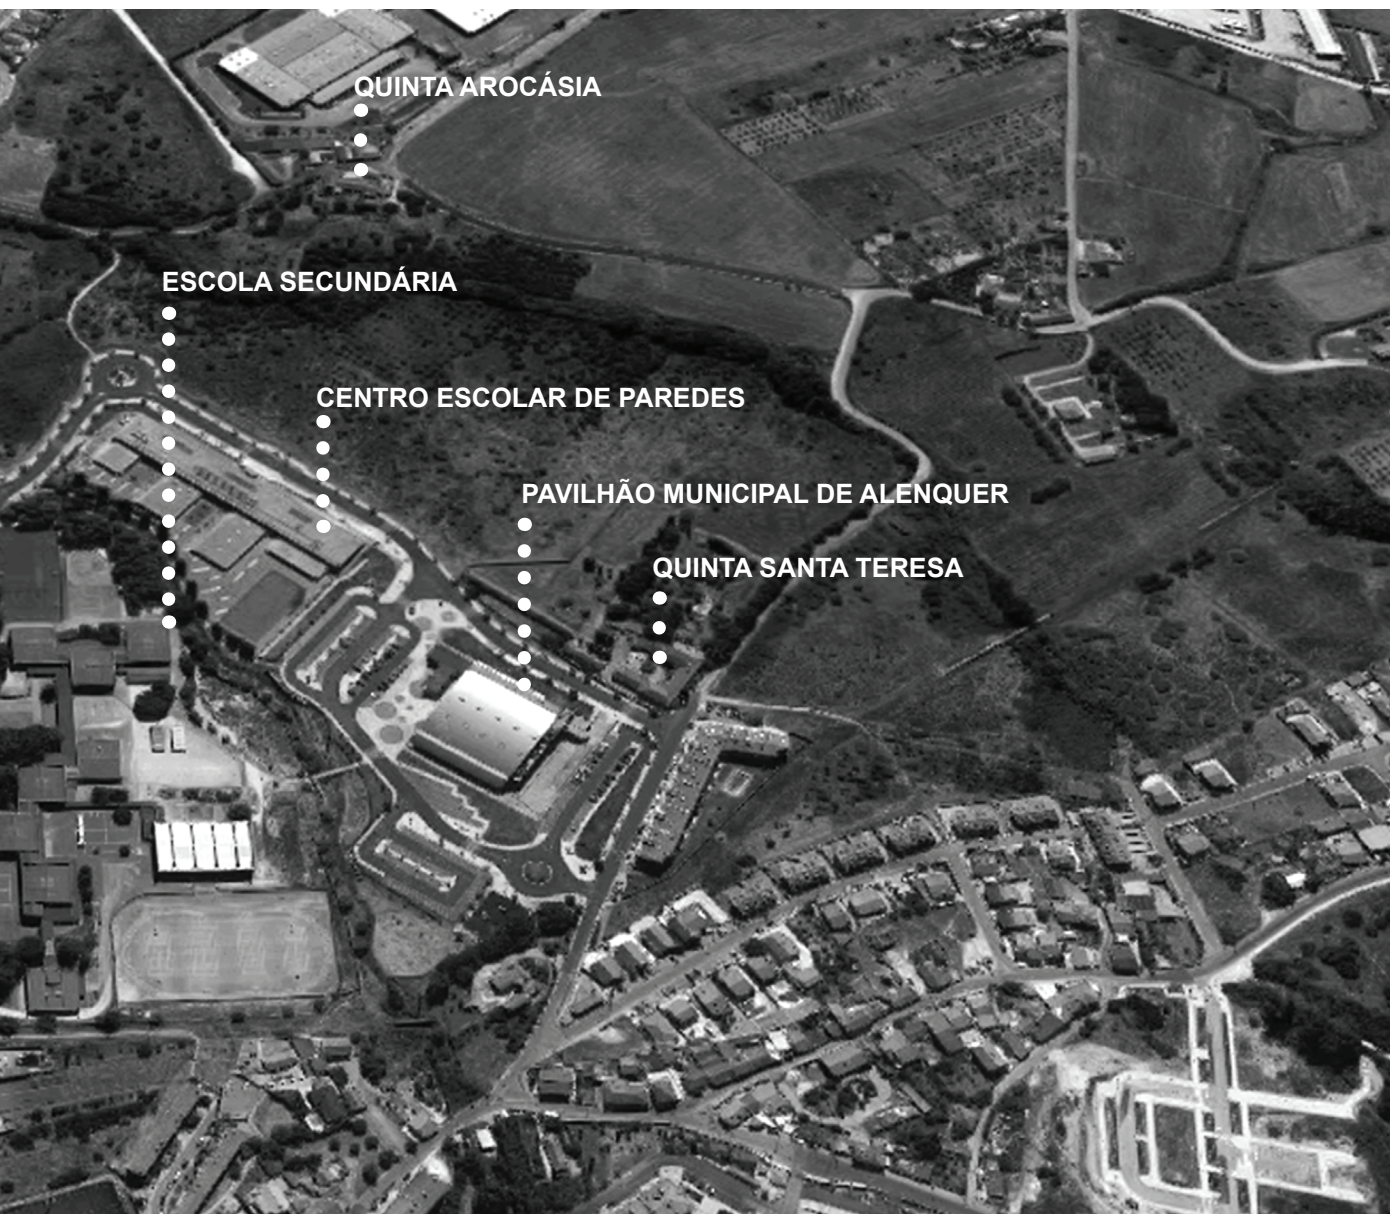 QUINTA AROCÁSIA
ESCOLA SECUNDÁRIA
CENTRO ESCOLAR DE PAREDES
PAVILHÃO MUNICIPAL DE ALENQUER
QUINTA SANTA TERESA